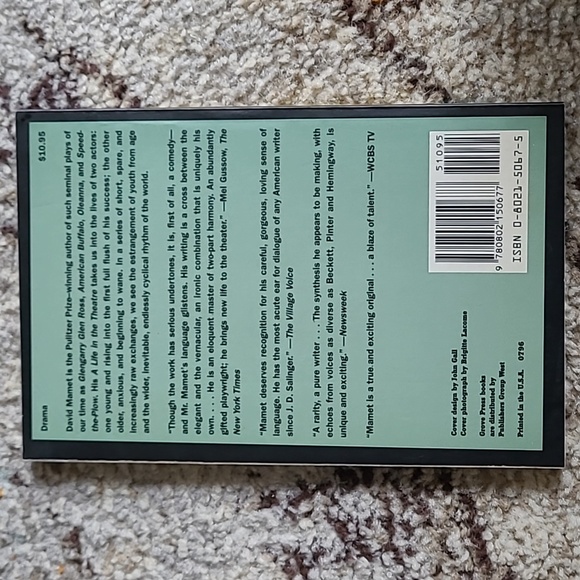 Drama
$10.95
David Mamet is the Pulitzer Prize-winning author of such seminal plays of
our time as Glengarry Glen Ross, American Buffalo, Oleanna, and Speed-
the-Plow. His A Life in the Theatre takes us into the lives of two actors:
one young and rising into the first full flush of his success; the other
older, anxious, and beginning to wane. In a series of short, spare, and
increasingly raw exchanges, we see the estrangement of youth from age
and the wider, inevitable, endlessly cyclical rhythm of the world.
"Though the work has serious undertones, it is, first of all, a comedy—
and Mr. Mamet's language glistens. His writing is a cross between the
elegant and the vernacular, an ironic combination that is uniquely his
own. . . . He is an eloquent master of two-part harmony. An abundantly
gifted playwright; he brings new life to the theater." —Mel Gussow, The
New York Times
"Mamet deserves recognition for his careful, gorgeous, loving sense of
language. He has the most acute ear for dialogue of any American writer
since J. D. Salinger." —The Village Voice
"A rarity, a pure writer . . . The synthesis he appears to be making, with
echoes from voices as diverse as Beckett, Pinter and Hemingway, is
unique and exciting." —Newsweek
"Mamet is a true and exciting original . . . a blaze of talent." —WCBS TV
Cover design by John Gall
Cover photograph by Brigitte Lacome
Grove Press books
are distributed by
Publishers Group West
Printed in the U.S.A. 0796
51095
9 780802 150677
ISBN 0-8021-5067-5